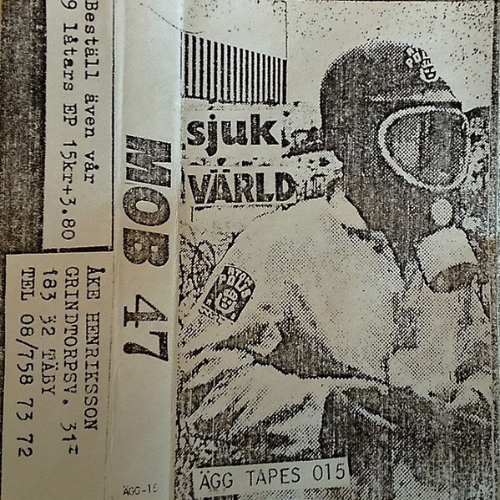 Beställ även vår
9 låtars EP 15kr+3.80
ÅKE HENRIKSSON
GRINDTORPSV. 31
183 32 TÄBY
TEL 08/758 73 72
MOB 47
ÄGG-15
sjuk
VÄRLD
ÄGG TAPES 015